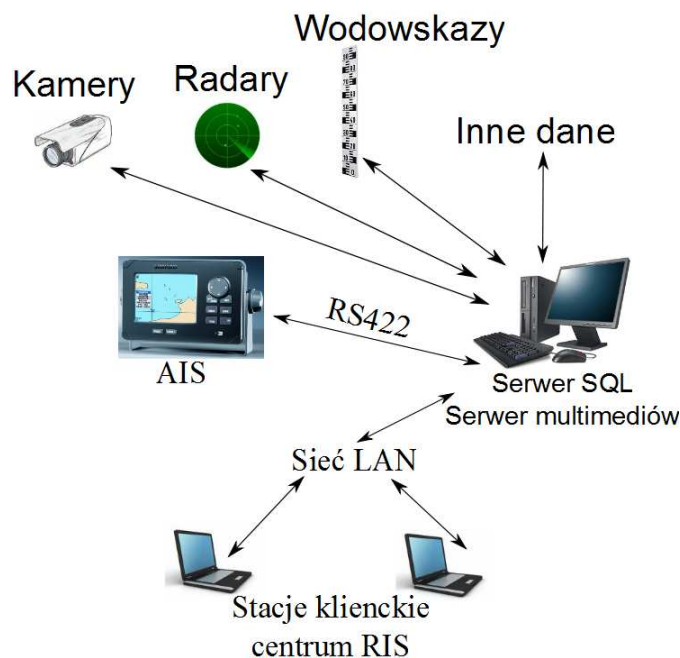 Wodowskazy
Kamery
Radary
Inne dane
RS422
AIS
Serwer SQL
Serwer multimediów
Sieć LAN
Stacje klienckie
centrum RIS